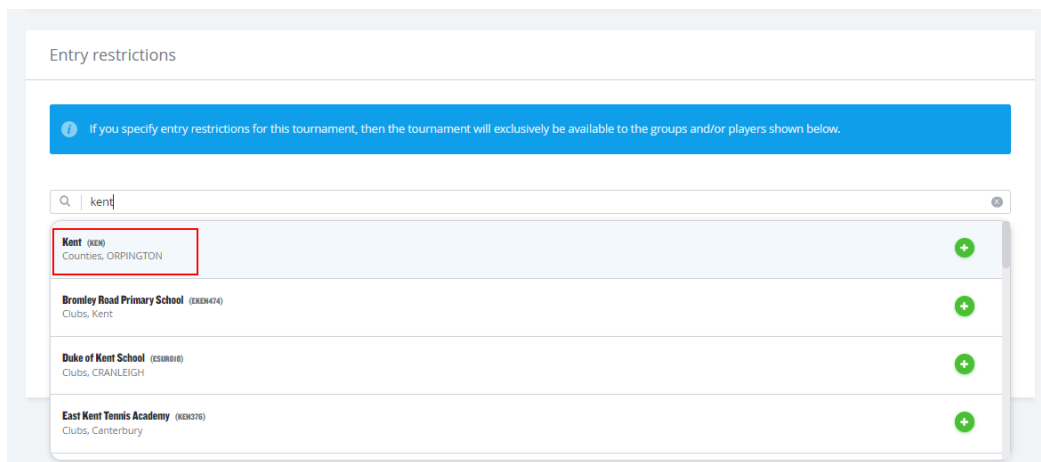 Entry restrictions
If you specify entry restrictions for this tournament, then the tournament will exclusively be available to the groups and/or players shown below.
kent
Kent (KEN)
Counties, ORPINGTON
Bromley Road Primary School (EKEN474)
Clubs, Kent
Duke of Kent School (ESUR018)
Clubs, CRANLEIGH
East Kent Tennis Academy (KEN376)
Clubs, Canterbury